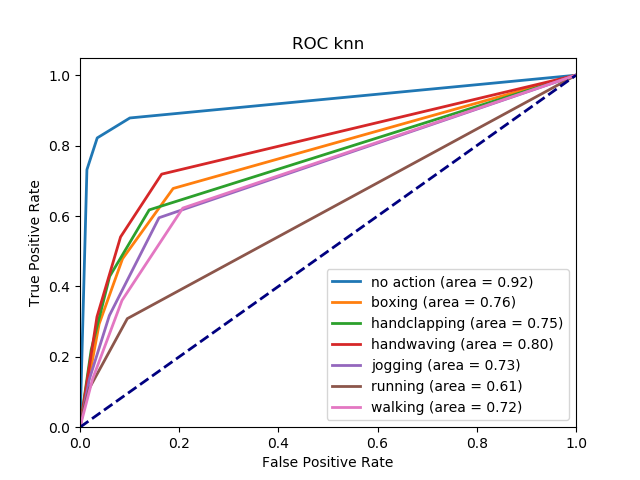 ROC knn
True Positive Rate
1.0
0.8
0.6
0.4
0.2
0.0
no action (area = 0.92)
boxing (area = 0.76)
handclapping (area = 0.75)
handwaving (area = 0.80)
jogging (area = 0.73)
running (area = 0.61)
walking (area = 0.72)
0.0 0.2 0.4 0.6 0.8 1.0
False Positive Rate